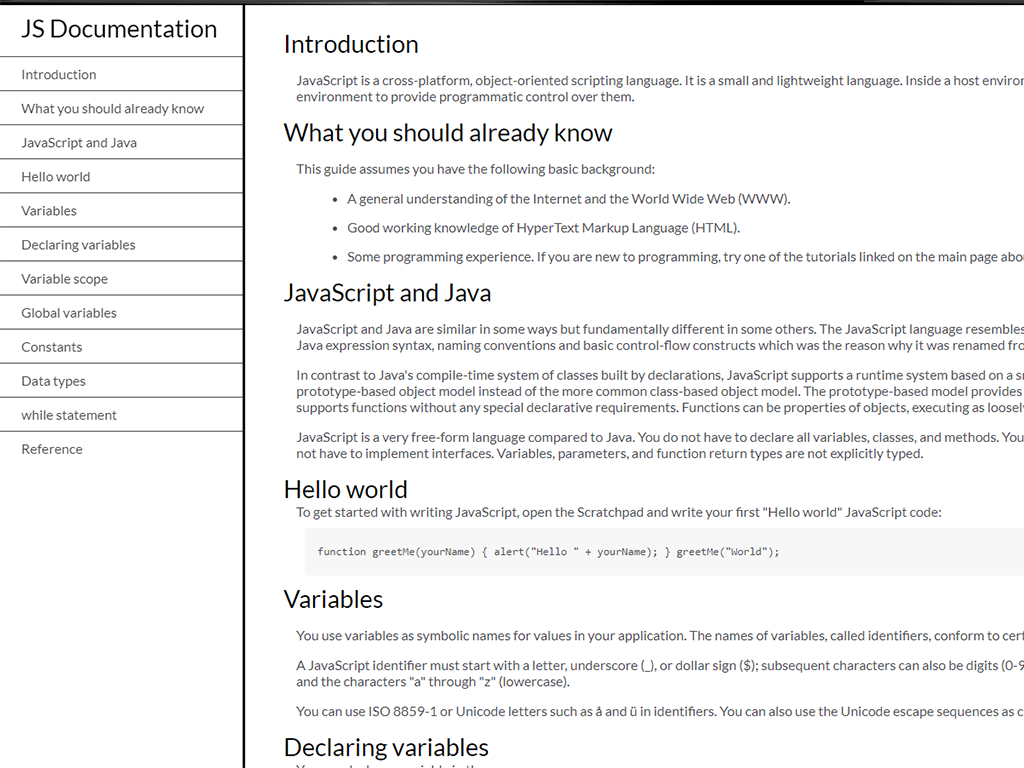 JS Documentation
Introduction
What you should already know
JavaScript and Java
Hello world
Variables
Declaring variables
Variable scope
Global variables
Constants
Data types
while statement
Reference
Introduction
JavaScript is a cross-platform, object-oriented scripting language. It is a small and lightweight language. Inside a host
environment to provide programmatic control over them.
What you should already know
This guide assumes you have the following basic background:
• A general understanding of the Internet and the World Wide Web (WWW).
• Good working knowledge of HyperText Markup Language (HTML).
• Some programming experience. If you are new to programming, try one of the tutorials linked on the main page
JavaScript and Java
JavaScript and Java are similar in some ways but fundamentally different in some others. The JavaScript language resembles
Java expression syntax, naming conventions and basic control-flow constructs which was the reason why it was renamed
In contrast to Java's compile-time system of classes built by declarations, JavaScript supports a runtime system based on a
prototype-based object model instead of the more common class-based object model. The prototype-based model provides
supports functions without any special declarative requirements. Functions can be properties of objects, executing as
JavaScript is a very free-form language compared to Java. You do not have to declare all variables, classes, and methods. You
not have to implement interfaces. Variables, parameters, and function return types are not explicitly typed.
Hello world
To get started with writing JavaScript, open the Scratchpad and write your first "Hello world" JavaScript code:
function greetMe(yourName) { alert("Hello " + yourName); } greetMe("World");
Variables
You use variables as symbolic names for values in your application. The names of variables, called identifiers, conform to
A JavaScript identifier must start with a letter, underscore (_), or dollar sign ($); subsequent characters can also be digits (0-9
and the characters "a" through "z" (lowercase).
You can use ISO 8859-1 or Unicode letters such as å and ü in identifiers. You can also use the Unicode escape sequences as
Declaring variables